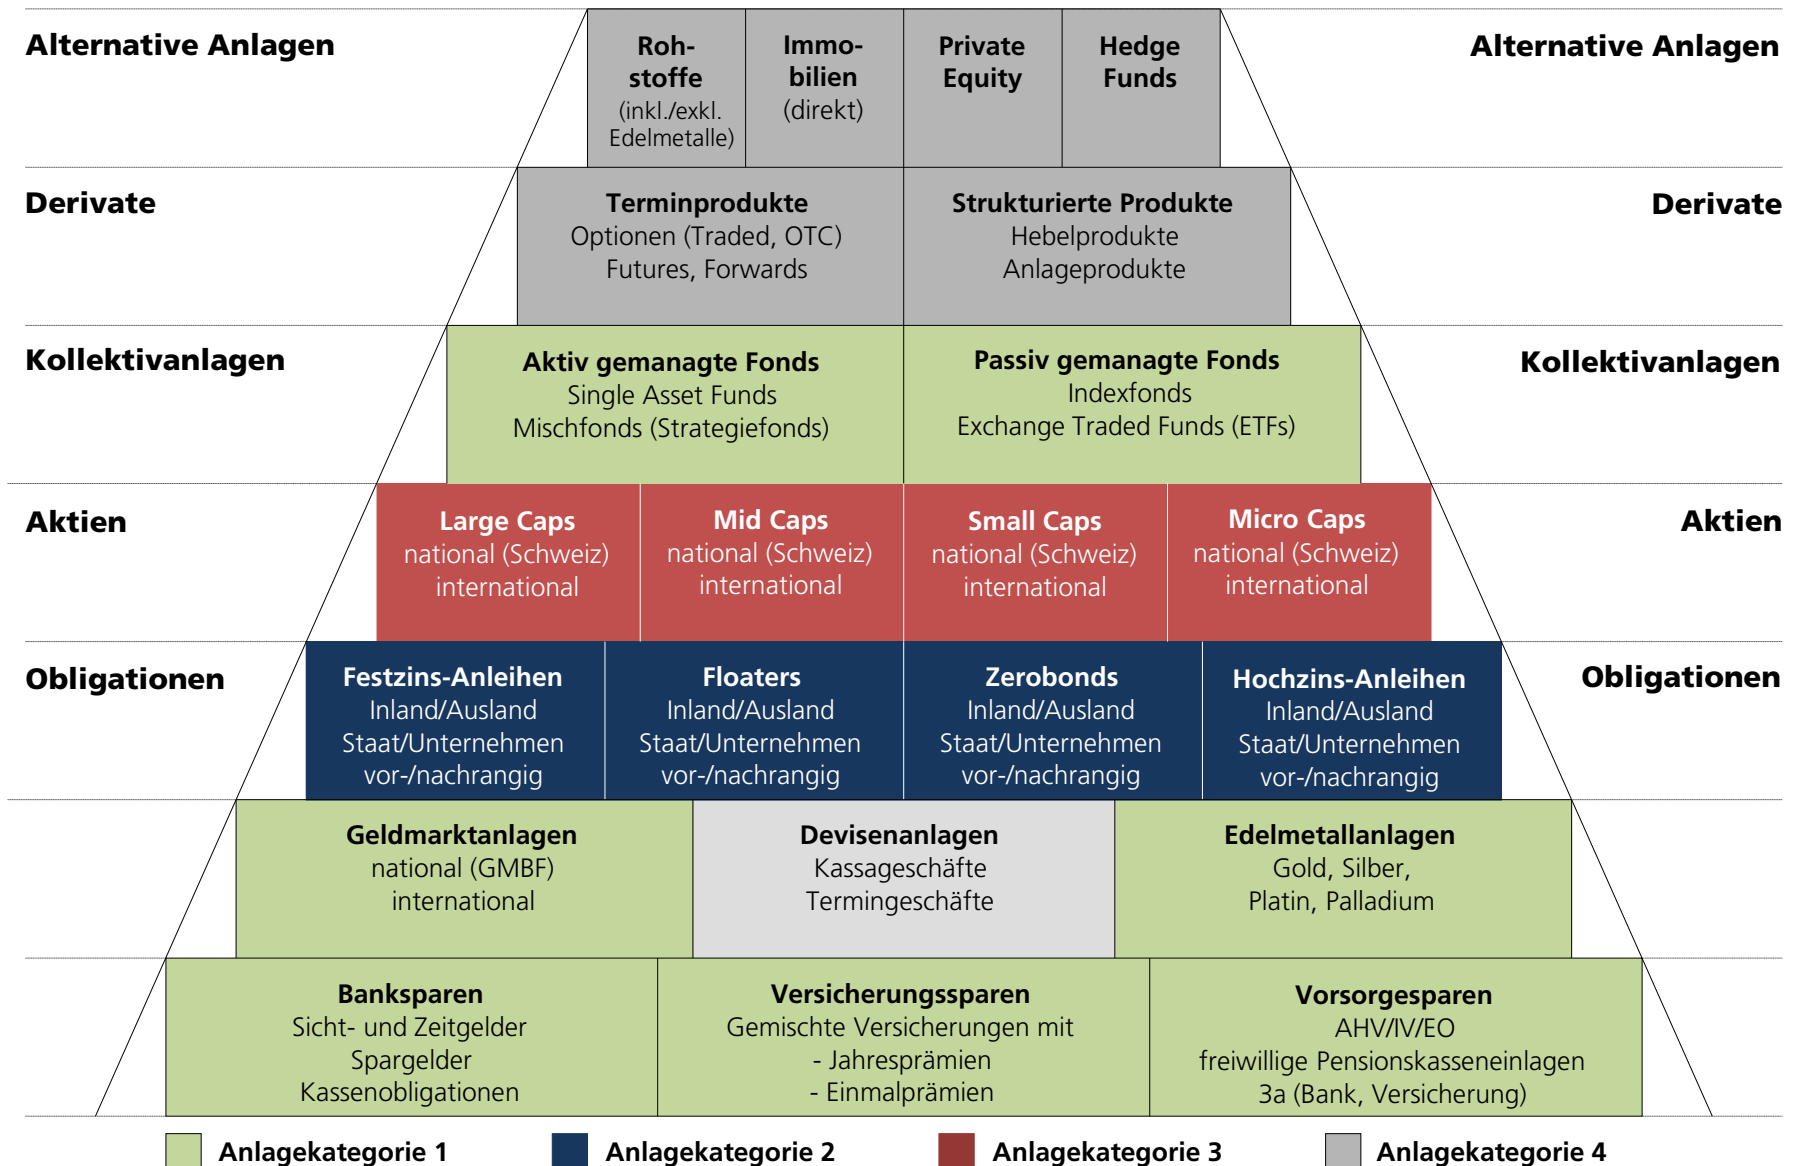 Alternative Anlagen
Roh-
stoffe
(inkl./exkl.
Edelmetalle)
Immo-
bilien
(direkt)
Private
Equity
Hedge
Funds
Alternative Anlagen
Derivate
Terminprodukte
Optionen (Traded, OTC)
Futures, Forwards
Strukturierte Produkte
Hebelprodukte
Anlageprodukte
Derivate
Kollektivanlagen
Aktiv gemanagte Fonds
Single Asset Funds
Mischfonds (Strategiefonds)
Passiv gemanagte Fonds
Indexfonds
Exchange Traded Funds (ETFs)
Kollektivanlagen
Aktien
Large Caps
national (Schweiz)
international
Mid Caps
national (Schweiz)
international
Small Caps
national (Schweiz)
international
Micro Caps
national (Schweiz)
international
Aktien
Obligationen
Festzins-Anleihen
Inland/Ausland
Staat/Unternehmen
vor-/nachrangig
Floaters
Inland/Ausland
Staat/Unternehmen
vor-/nachrangig
Zerobonds
Inland/Ausland
Staat/Unternehmen
vor-/nachrangig
Hochzins-Anleihen
Inland/Ausland
Staat/Unternehmen
vor-/nachrangig
Obligationen
Geldmarktanlagen
national (GMBF)
international
Devisenanlagen
Kassageschäfte
Termingeschäfte
Edelmetallanlagen
Gold, Silber,
Platin, Palladium
Banksparen
Sicht- und Zeitgelder
Spargelder
Kassenobligationen
Versicherungssparen
Gemischte Versicherungen mit
- Jahresprämien
- Einmalprämien
Vorsorgesparen
AHV/IV/EO
freiwillige Pensionskasseneinlagen
3a (Bank, Versicherung)
Anlagekategorie 1
Anlagekategorie 2
Anlagekategorie 3
Anlagekategorie 4